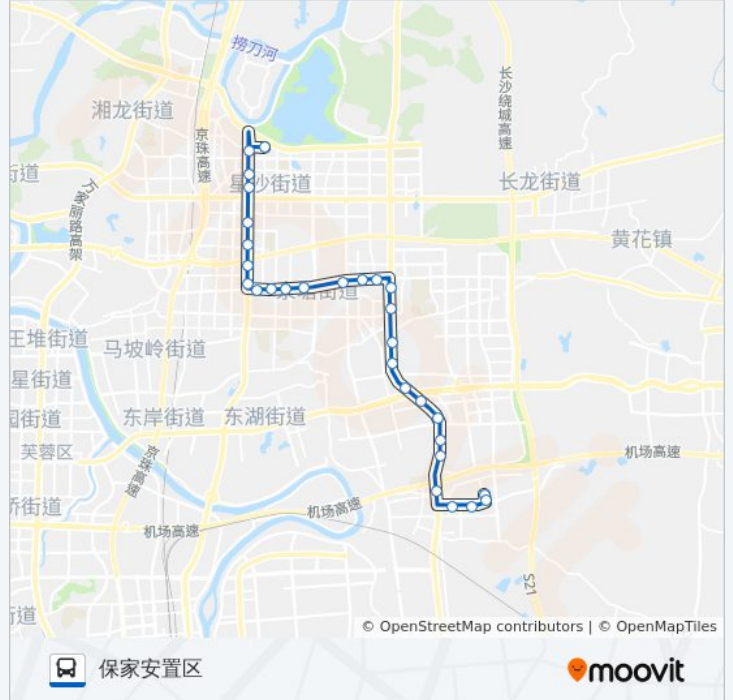 捞刀河
长沙绕城高速
湘龙街道
京珠高速
街道
星沙街道
长龙街道
万家丽路高架
黄花镇
街道
王堆街道
马坡岭街道
星街道
园街道
东岸街道
东湖街道
芙蓉区
京珠高速
机场高速
桥街道
机场高速
机场高速
S21
街道
© OpenStreetMap contributors | © OpenMapTiles
保家安置区
moovit